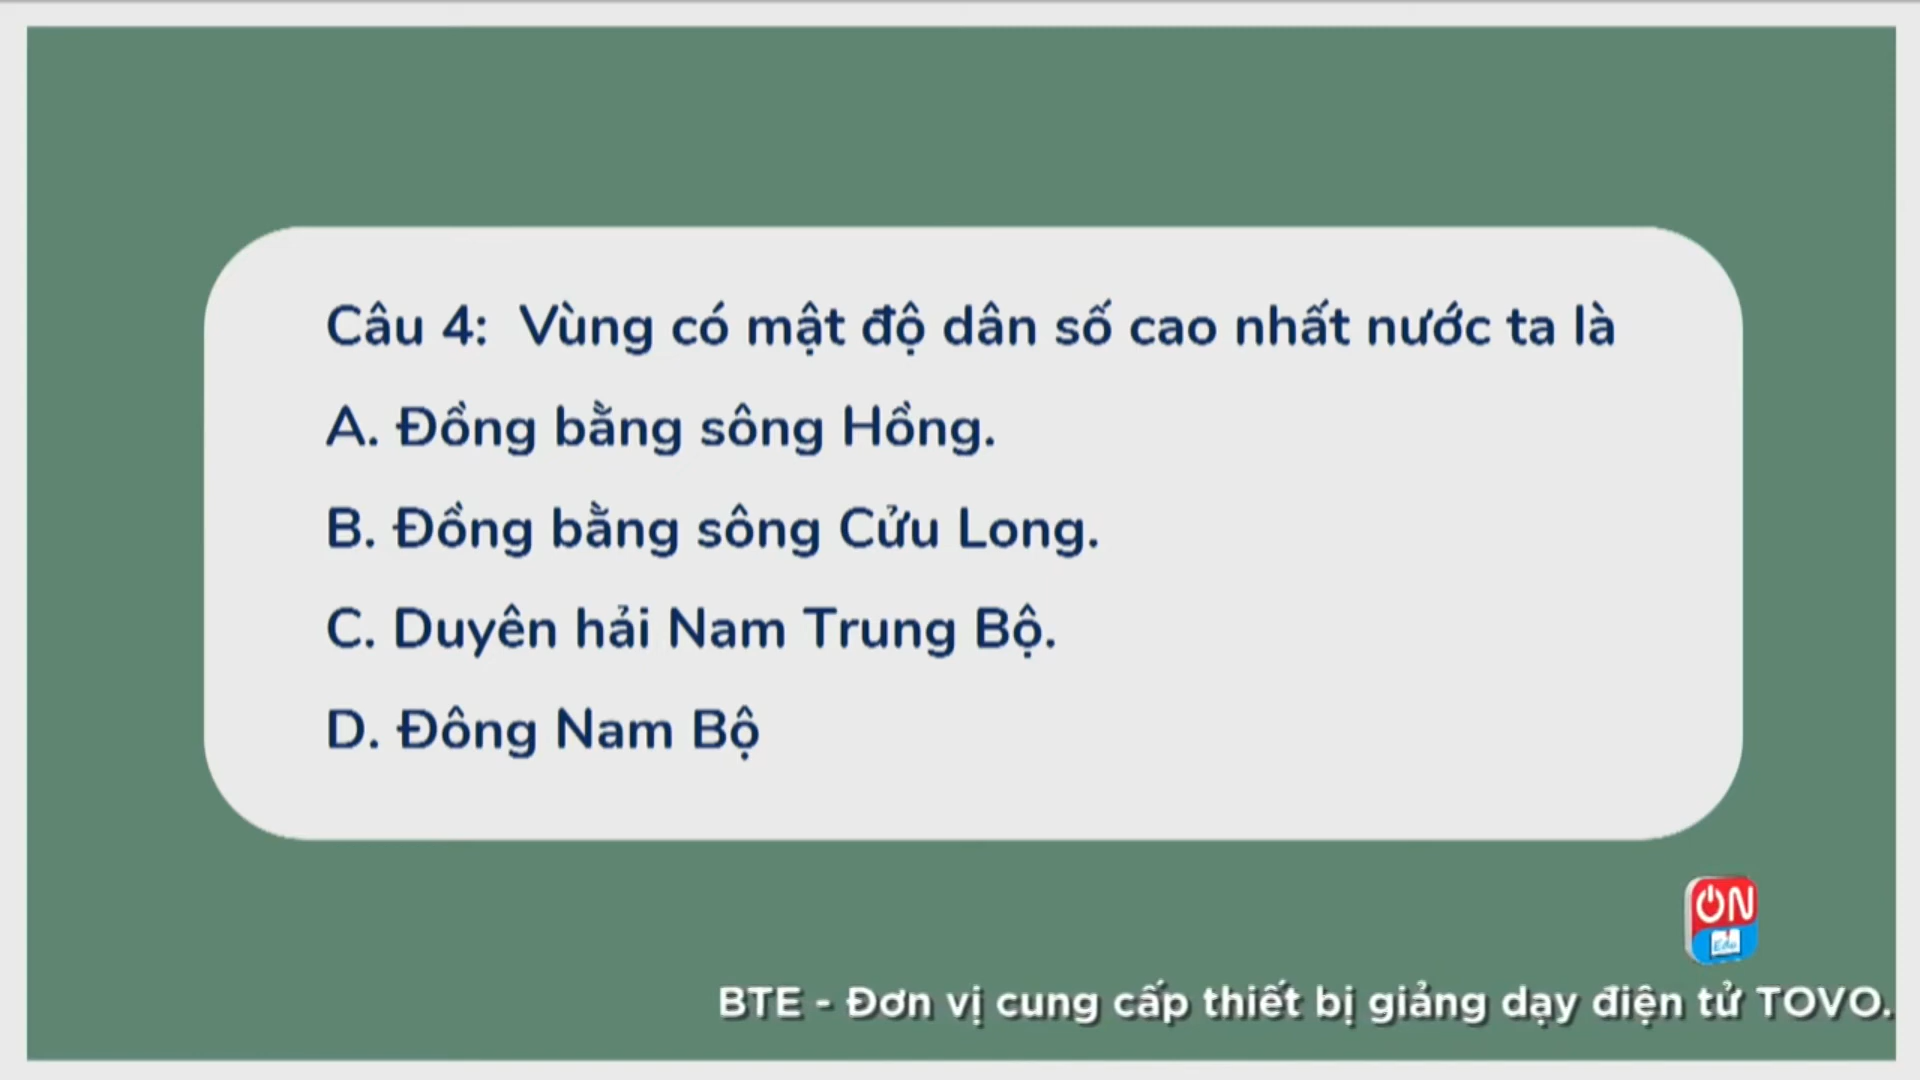 Câu 4: Vùng có mật độ dân số cao nhất nước ta là
A. Đồng bằng sông Hồng.
B. Đồng bằng sông Cửu Long.
C. Duyên hải Nam Trung Bộ.
D. Đông Nam Bộ
ON
Edu
BTE - Đơn vị cung cấp thiết bị giảng dạy điện tử TOVO.